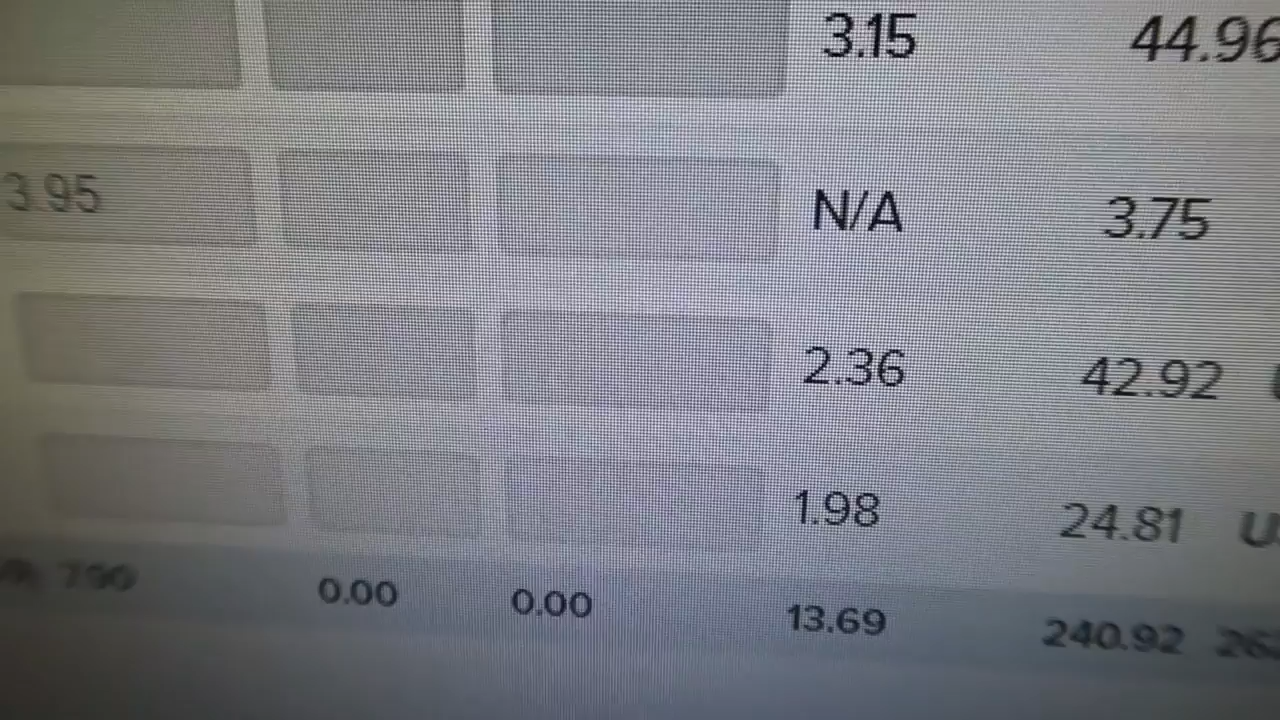 3.15 44.96
3.95 N/A 3.75
2.36 42.92
1.98 24.81 U
0.00 0.00 13.69 240.92